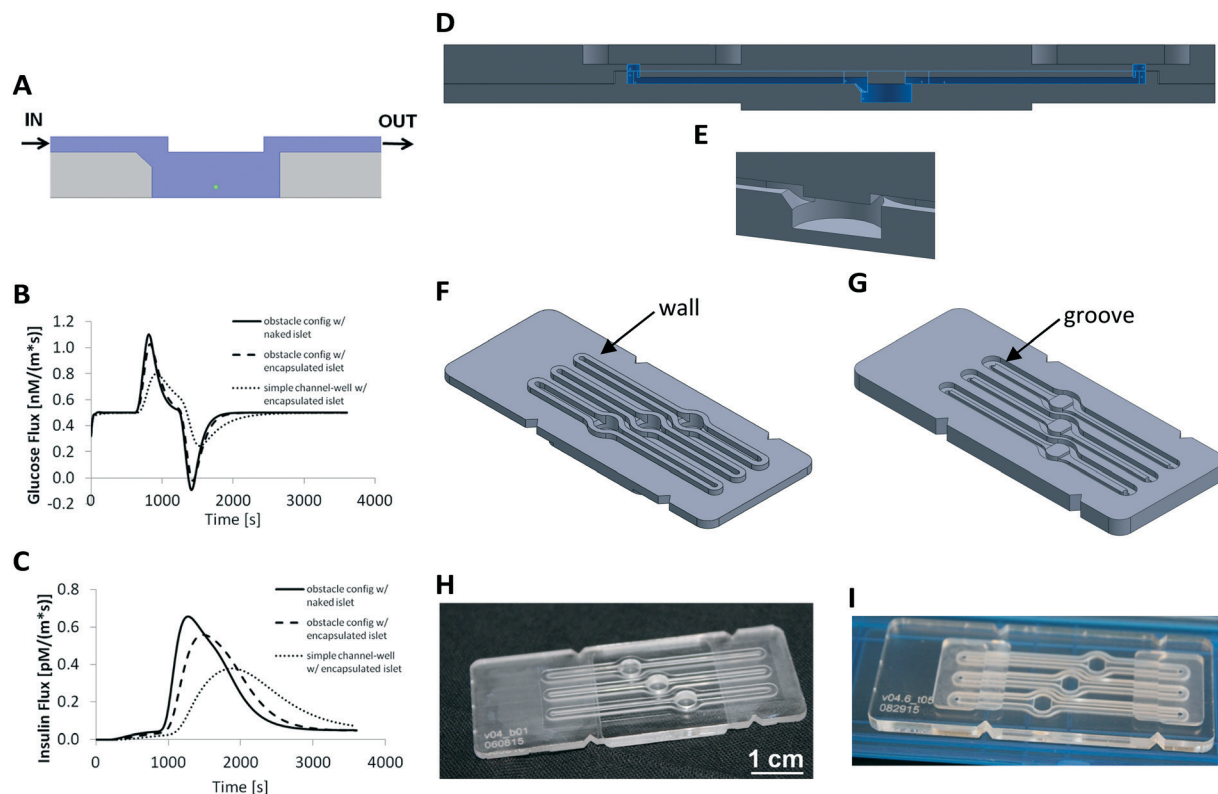 A
IN
OUT
B
Glucose Flux [nM/(m*s)]
1.2
1.0
0.8
0.6
0.4
0.2
0.0
-0.2
0
1000
2000
3000
4000
Time [s]
obstacle config w/
naked islet
obstacle config w/
encapsulated islet
simple channel-well w/
encapsulated islet
C
Insulin Flux [pM/(m*s)]
0.8
0.6
0.4
0.2
0.0
0
1000
2000
3000
4000
Time [s]
obstacle config w/
naked islet
obstacle config w/
encapsulated islet
simple channel-well
w/ encapsulated islet
D
E
F
wall
G
groove
H
v04_b01
060815
1 cm
I
v04.6_t05
082915